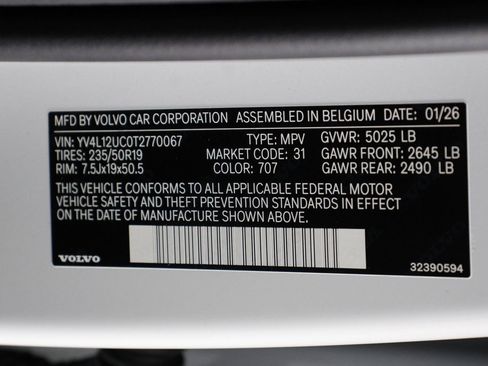 MFD BY VOLVO CAR CORPORATION ASSEMBLED IN BELGIUM DATE: 01/26
VIN: YV4L12UC0T2770067 TYPE: MPV GVWR: 5025 LB
TIRES: 235/50R19 MARKET CODE: 31 GAWR FRONT: 2645 LB
RIM: 7.5Jx19x50.5 COLOR: 707 GAWR REAR: 2490 LB
THIS VEHICLE CONFORMS TO ALL APPLICABLE FEDERAL MOTOR
VEHICLE SAFETY AND THEFT PREVENTION STANDARDS IN EFFECT
ON THE DATE OF MANUFACTURE SHOWN ABOVE.
VOLVO 32390594